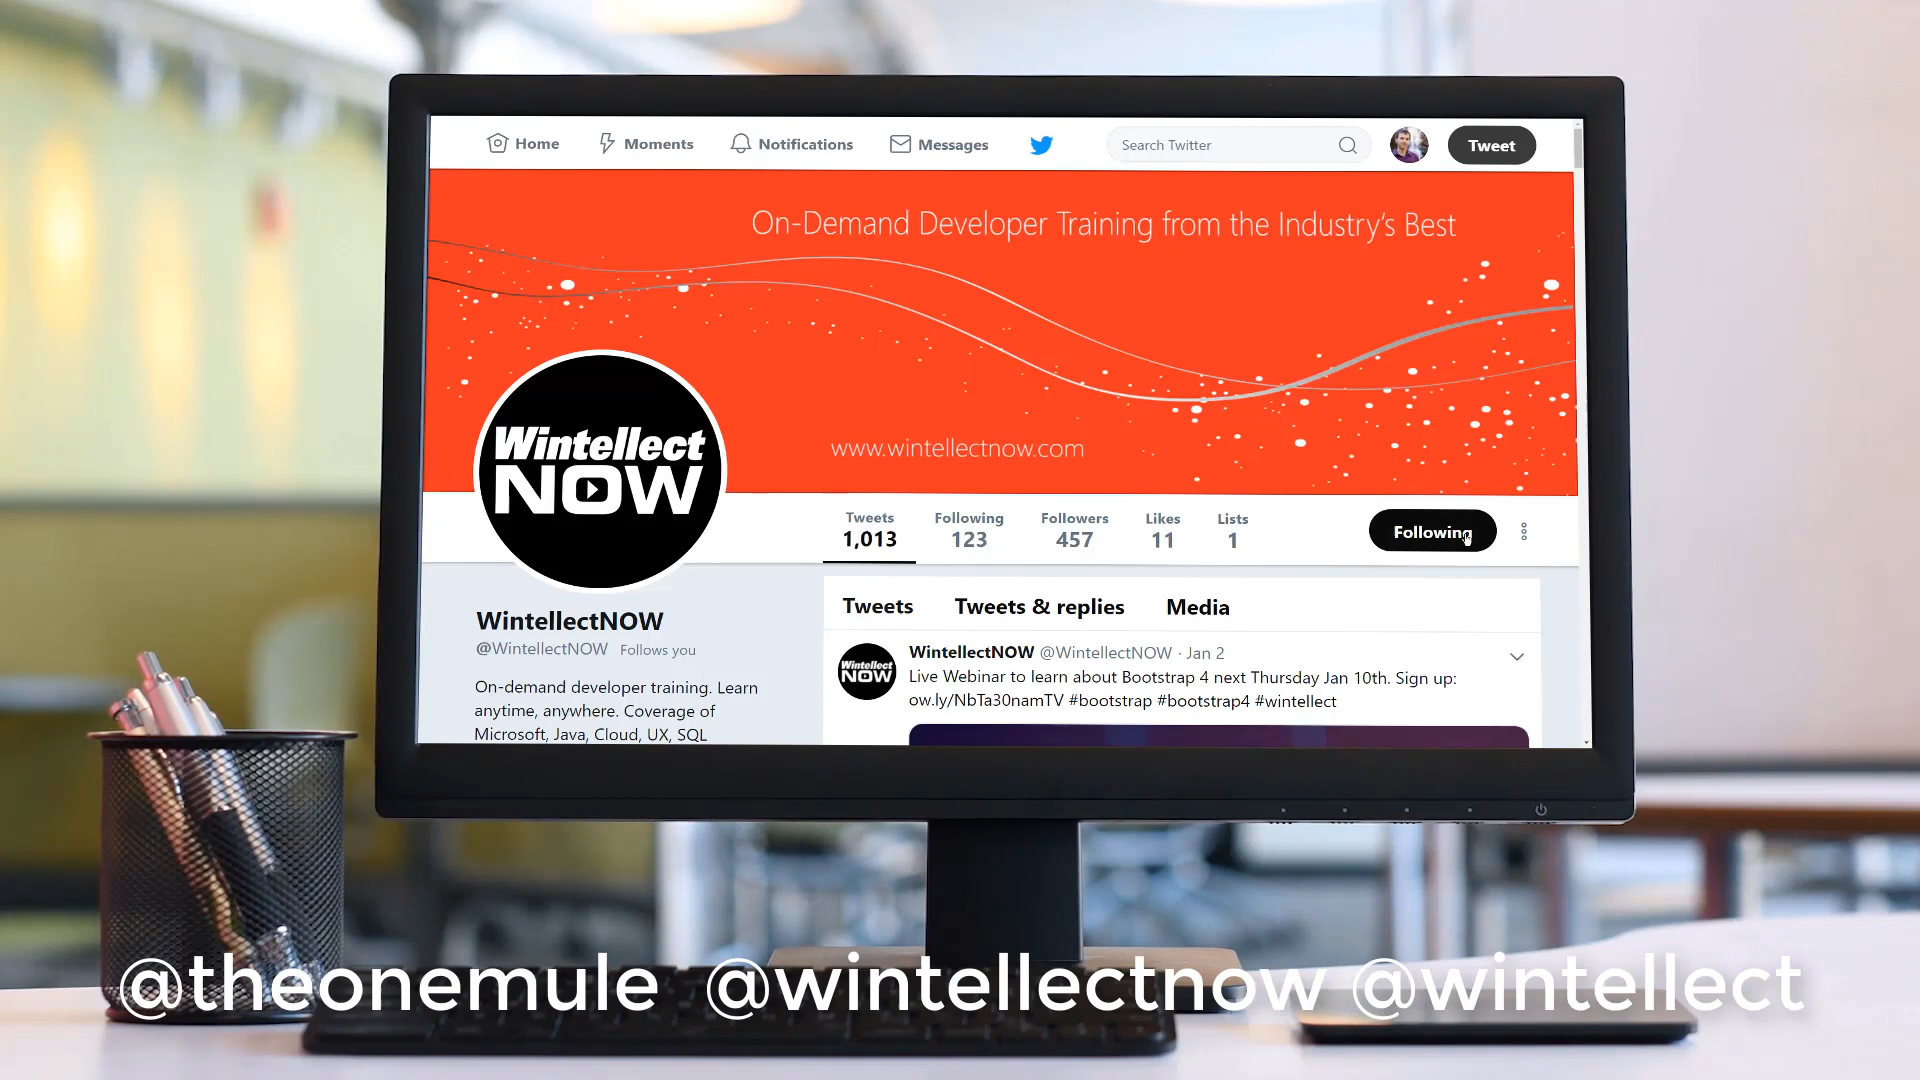 Home Moments Notifications Messages Search Twitter Tweet
On-Demand Developer Training from the Industry's Best
www.wintellectnow.com
Wintellect
NOW
Tweets Following Followers Likes Lists
1,013 123 457 11 1
Following
WintellectNOW
@WintellectNOW Follows you
On-demand developer training. Learn
anytime, anywhere. Coverage of
Microsoft, Java, Cloud, UX, SQL
Tweets Tweets & replies Media
Wintellect
NOW
WintellectNOW @WintellectNOW · Jan 2
Live Webinar to learn about Bootstrap 4 next Thursday Jan 10th. Sign up:
ow.ly/NbTa30namTV #bootstrap #bootstrap4 #wintellect
@theonemule @wintellectnow @wintellect